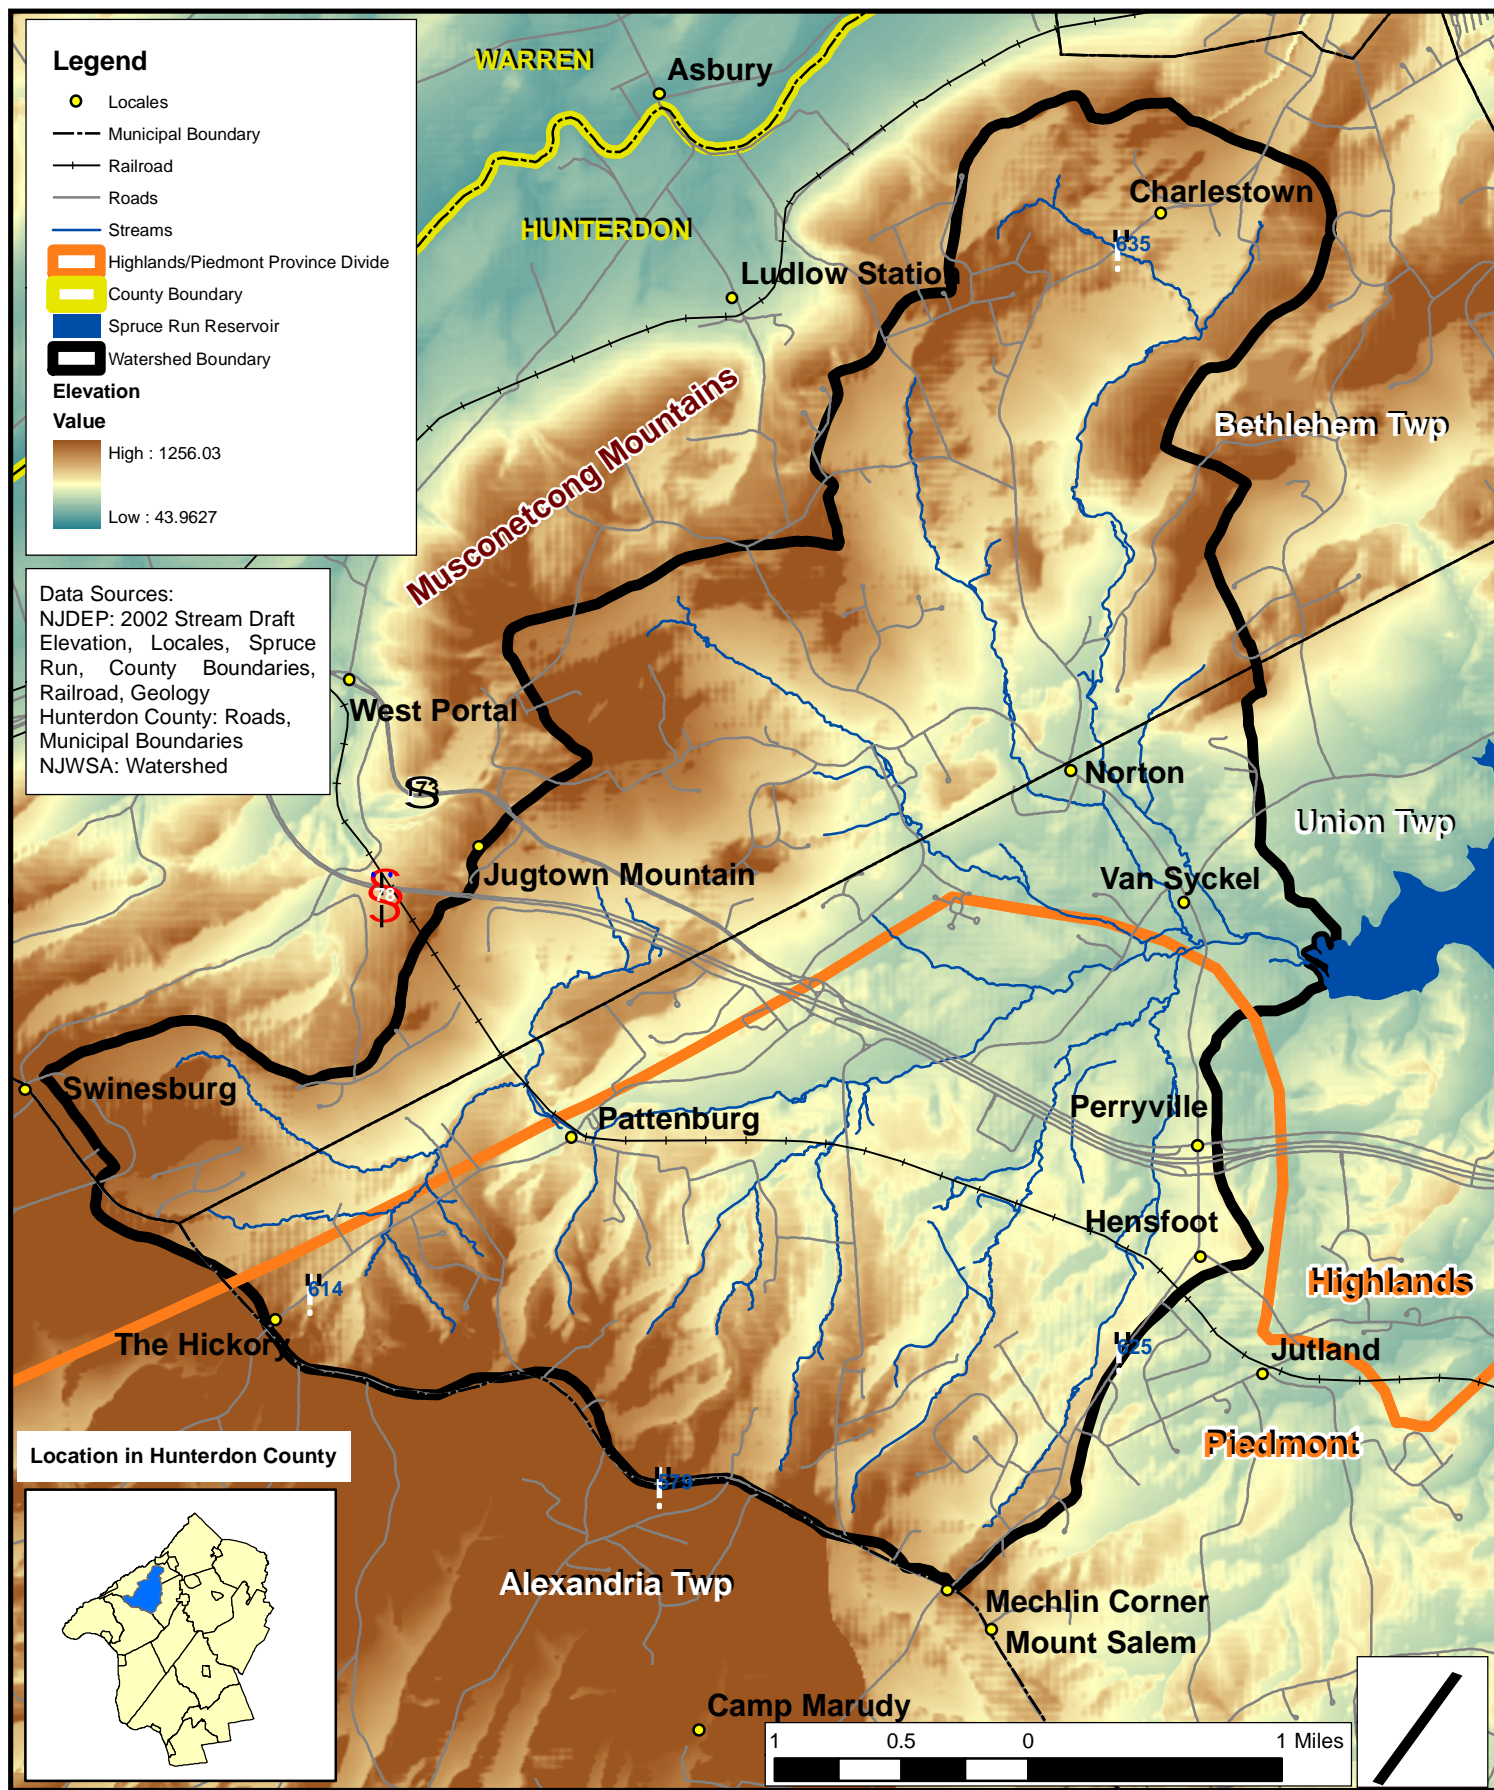 Legend
Locales
Municipal Boundary
Railroad
Roads
Streams
Highlands/Piedmont Province Divide
County Boundary
Spruce Run Reservoir
Watershed Boundary
Elevation
Value
High : 1256.03
Low : 43.9627
Data Sources:
NJDEP: 2002 Stream Draft
Elevation, Locales, Spruce
Run, County Boundaries,
Railroad, Geology
Hunterdon County: Roads,
Municipal Boundaries
NJWSA: Watershed
WARREN
Asbury
HUNTERDON
Charlestown
635
Ludlow Station
Musconetcong Mountains
Bethlehem Twp
West Portal
173
Norton
Union Twp
Jugtown Mountain
78
Van Syckel
Swinesburg
Pattenburg
Perryville
Hensfoot
614
Highlands
The Hickory
625
Jutland
Piedmont
Location in Hunterdon County
579
Alexandria Twp
Mechlin Corner
Mount Salem
Camp Marudy
1 0.5 0 1 Miles